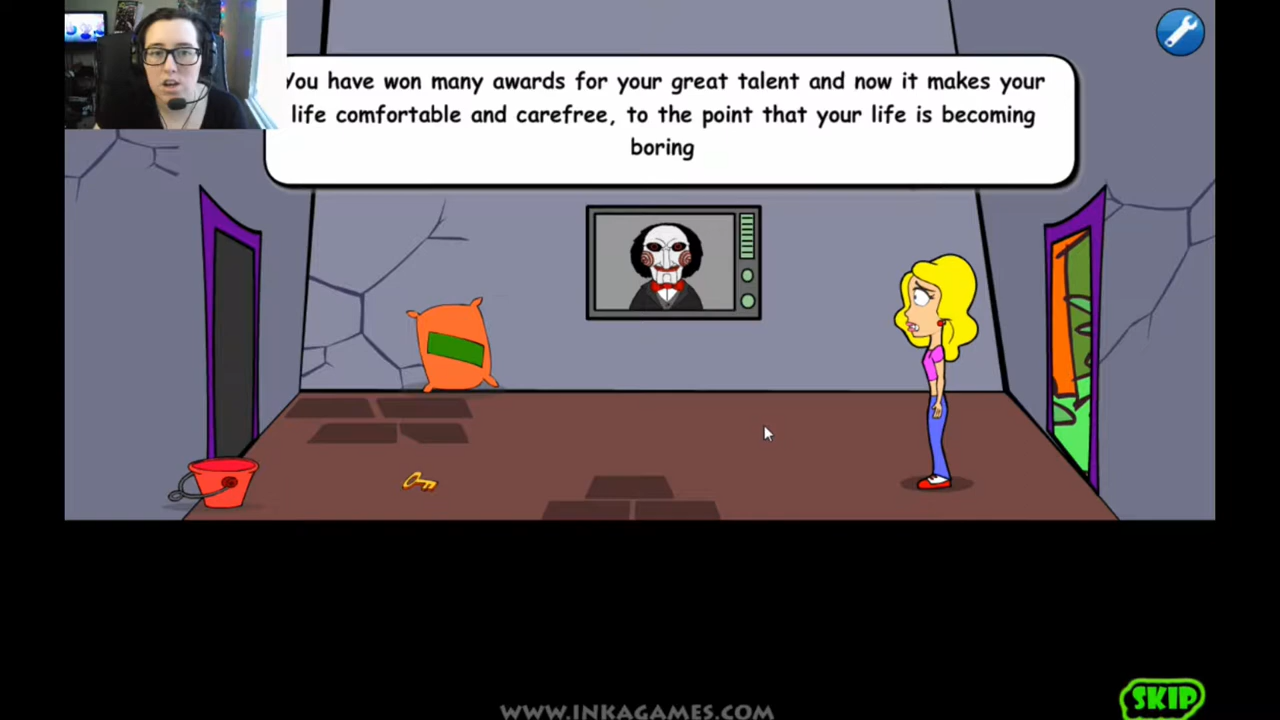 You have won many awards for your great talent and now it makes your
life comfortable and carefree, to the point that your life is becoming
boring
SKIP
WWW.INKAGAMES.COM